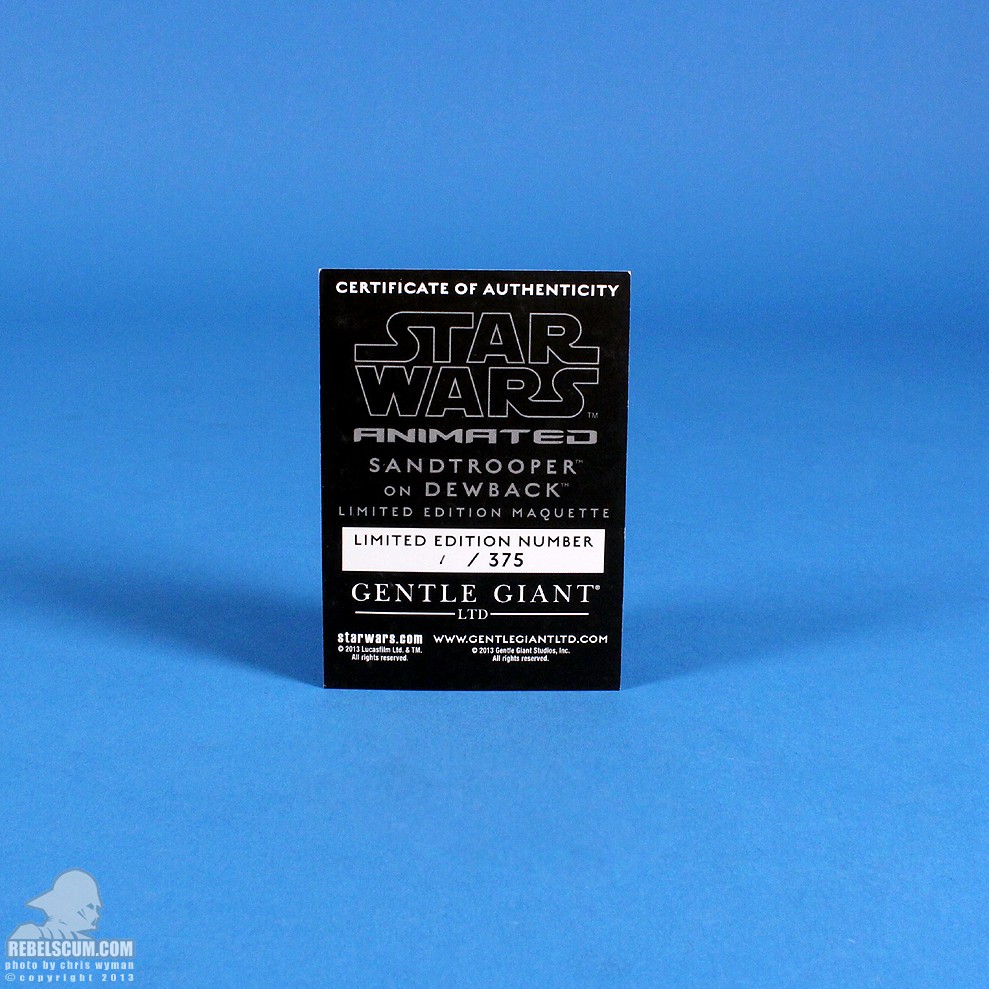 CERTIFICATE OF AUTHENTICITY
STAR
WARS™
ANIMATED
SANDTROOPER™
ON DEWBACK™
LIMITED EDITION MAQUETTE
LIMITED EDITION NUMBER
1 / 375
GENTLE GIANT®
LTD
starwars.com WWW.GENTLEGIANTLTD.COM
© 2013 Lucasfilm Ltd. & TM. © 2013 Gentle Giant Studios, Inc.
All rights reserved. All rights reserved.
REBELSCUM.COM
photo by chris wyman
© copyright 2013